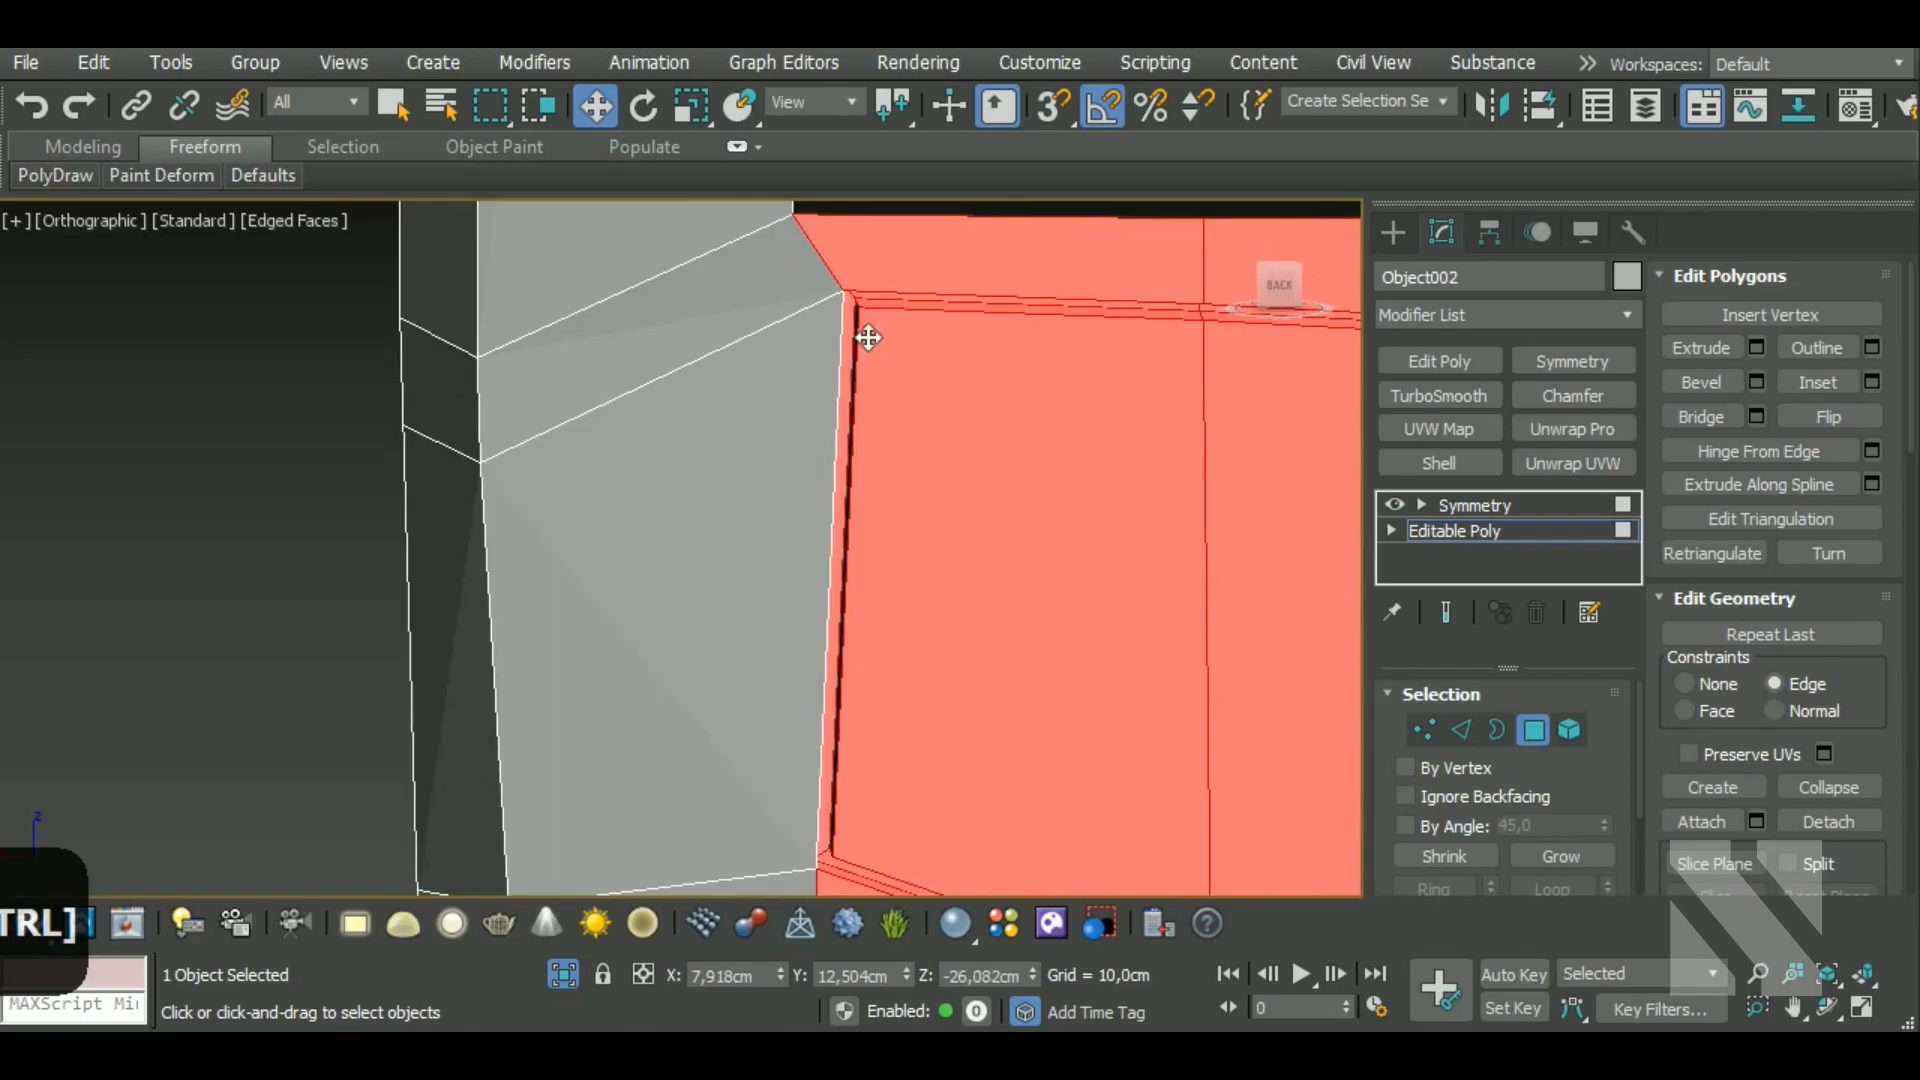 File Edit Tools Group Views Create Modifiers Animation Graph Editors Rendering Customize Scripting Content Civil View Substance Workspaces: Default
All View Create Selection Se
Modeling Freeform Selection Object Paint Populate
PolyDraw Paint Deform Defaults
[+] [Orthographic] [Standard] [Edged Faces]
BACK
Object002
Modifier List
Edit Poly Symmetry
TurboSmooth Chamfer
UVW Map Unwrap Pro
Shell Unwrap UVW
Symmetry
Editable Poly
Selection
By Vertex
Ignore Backfacing
By Angle: 45,0
Shrink Grow
Ring Loop
Edit Polygons
Insert Vertex
Extrude Outline
Bevel Inset
Bridge Flip
Hinge From Edge
Extrude Along Spline
Edit Triangulation
Retriangulate Turn
Edit Geometry
Repeat Last
Constraints
None Edge
Face Normal
Preserve UVs
Create Collapse
Attach Detach
Slice Plane Split
z
TRL]
1 Object Selected X: 7,918cm Y: 12,504cm Z: -26,082cm Grid = 10,0cm Auto Key Selected
MAXScript Mi
Click or click-and-drag to select objects Enabled: 0 Add Time Tag 0 Set Key Key Filters...